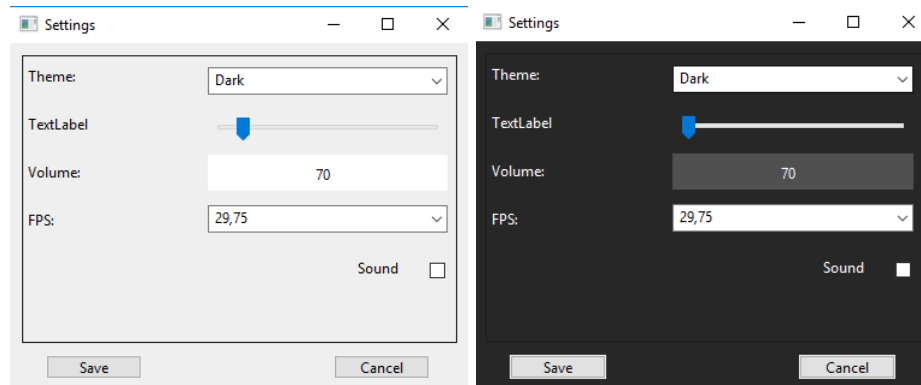 Settings
Theme:
Dark
TextLabel
Volume:
70
FPS:
29,75
Sound
Save
Cancel
Settings
Theme:
Dark
TextLabel
Volume:
70
FPS:
29,75
Sound
Save
Cancel